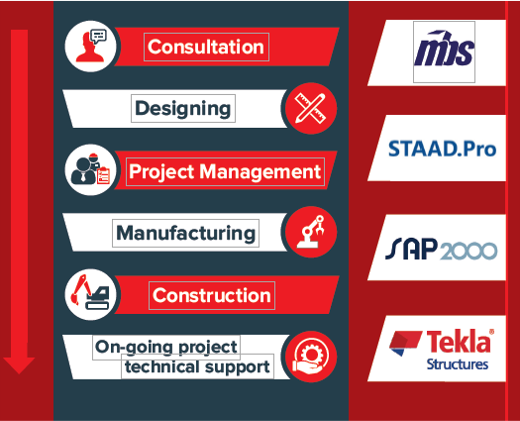 Consultation
Designing
Project Management
Manufacturing
Construction
On-going project
technical support
mbs
STAAD.Pro
SAP2000
Tekla®
Structures